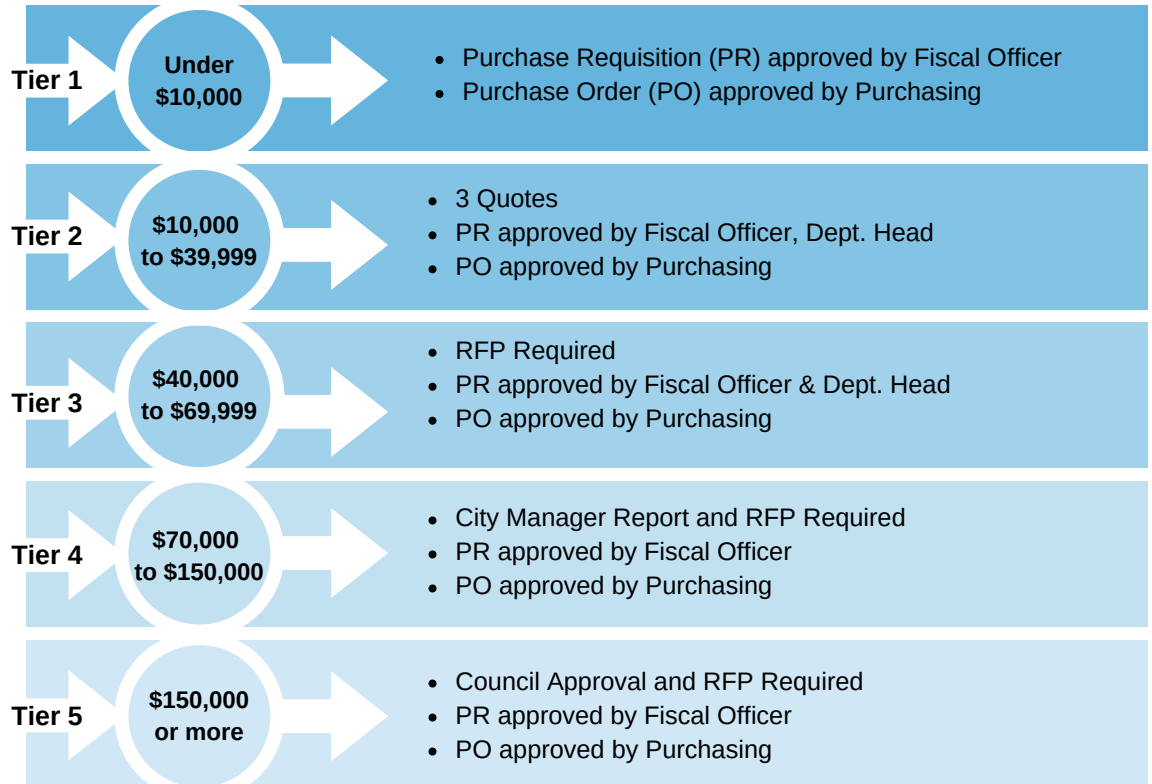 Tier 1
Under
$10,000
• Purchase Requisition (PR) approved by Fiscal Officer
• Purchase Order (PO) approved by Purchasing
Tier 2
$10,000
to $39,999
• 3 Quotes
• PR approved by Fiscal Officer, Dept. Head
• PO approved by Purchasing
Tier 3
$40,000
to $69,999
• RFP Required
• PR approved by Fiscal Officer & Dept. Head
• PO approved by Purchasing
Tier 4
$70,000
to $150,000
• City Manager Report and RFP Required
• PR approved by Fiscal Officer
• PO approved by Purchasing
Tier 5
$150,000
or more
• Council Approval and RFP Required
• PR approved by Fiscal Officer
• PO approved by Purchasing